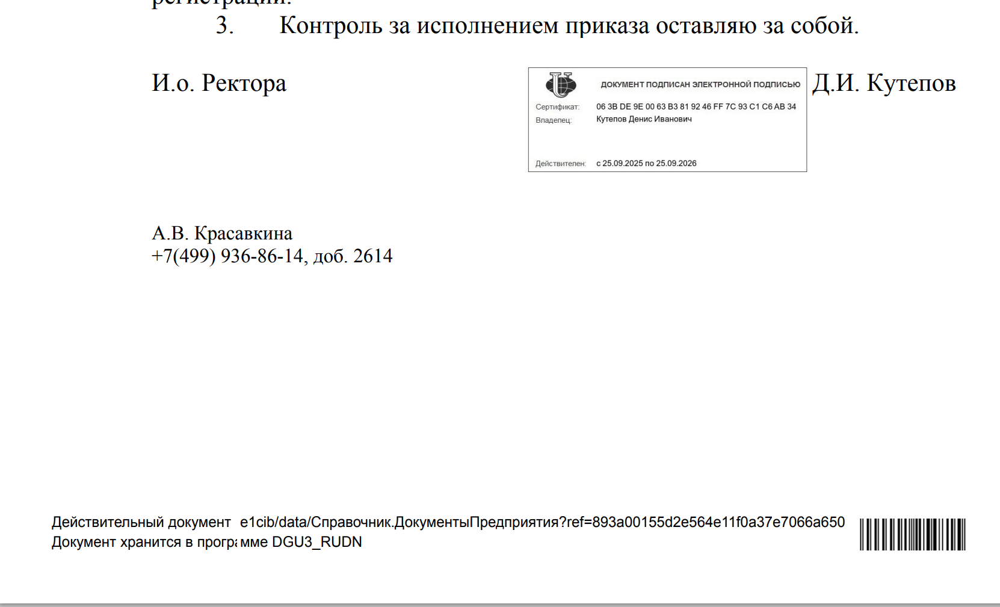 регистрации.
3. Контроль за исполнением приказа оставляю за собой.
И.о. Ректора
ДОКУМЕНТ ПОДПИСАН ЭЛЕКТРОННОЙ ПОДПИСЬЮ
Сертификат: 06 3B DE 9E 00 63 B3 81 92 46 FF 7C 93 C1 C6 AB 34
Владелец: Кутепов Денис Иванович
Действителен: с 25.09.2025 по 25.09.2026
Д.И. Кутепов
А.В. Красавкина
+7(499) 936-86-14, доб. 2614
Действительный документ e1cib/data/Справочник.ДокументыПредприятия?ref=893a00155d2e564e11f0a37e7066a650
Документ хранится в программе DGU3_RUDN